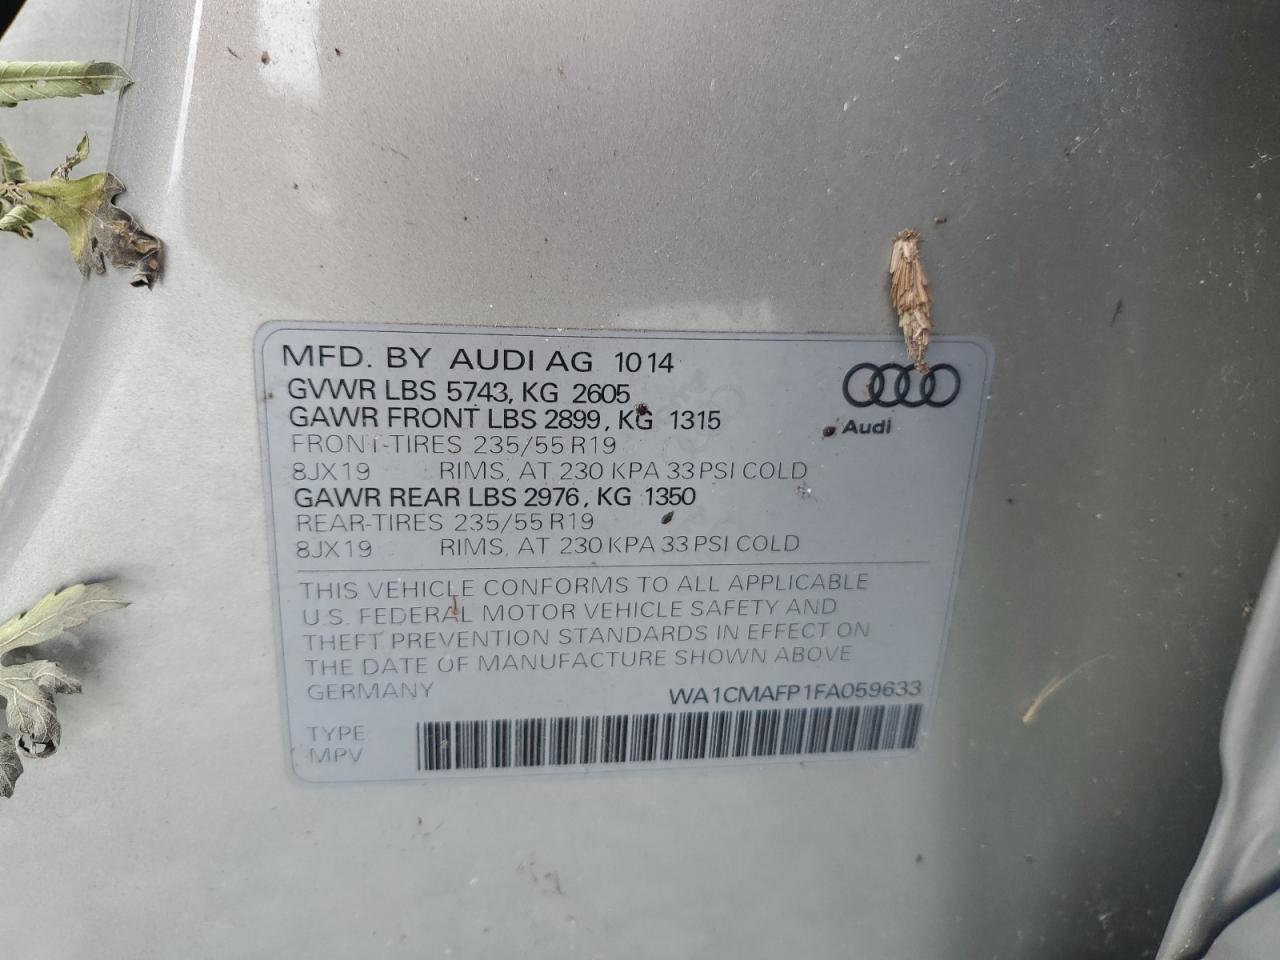 MFD. BY AUDI AG 10 14
GVWR LBS 5743, KG 2605
GAWR FRONT LBS 2899, KG 1315
FRONT-TIRES 235/55 R19
8JX19 RIMS, AT 230 KPA 33 PSI COLD
GAWR REAR LBS 2976, KG 1350
REAR-TIRES 235/55 R19
8JX19 RIMS, AT 230 KPA 33 PSI COLD
Audi
THIS VEHICLE CONFORMS TO ALL APPLICABLE
U.S. FEDERAL MOTOR VEHICLE SAFETY AND
THEFT PREVENTION STANDARDS IN EFFECT ON
THE DATE OF MANUFACTURE SHOWN ABOVE
GERMANY WA1CMAFP1FA059633
TYPE
MPV